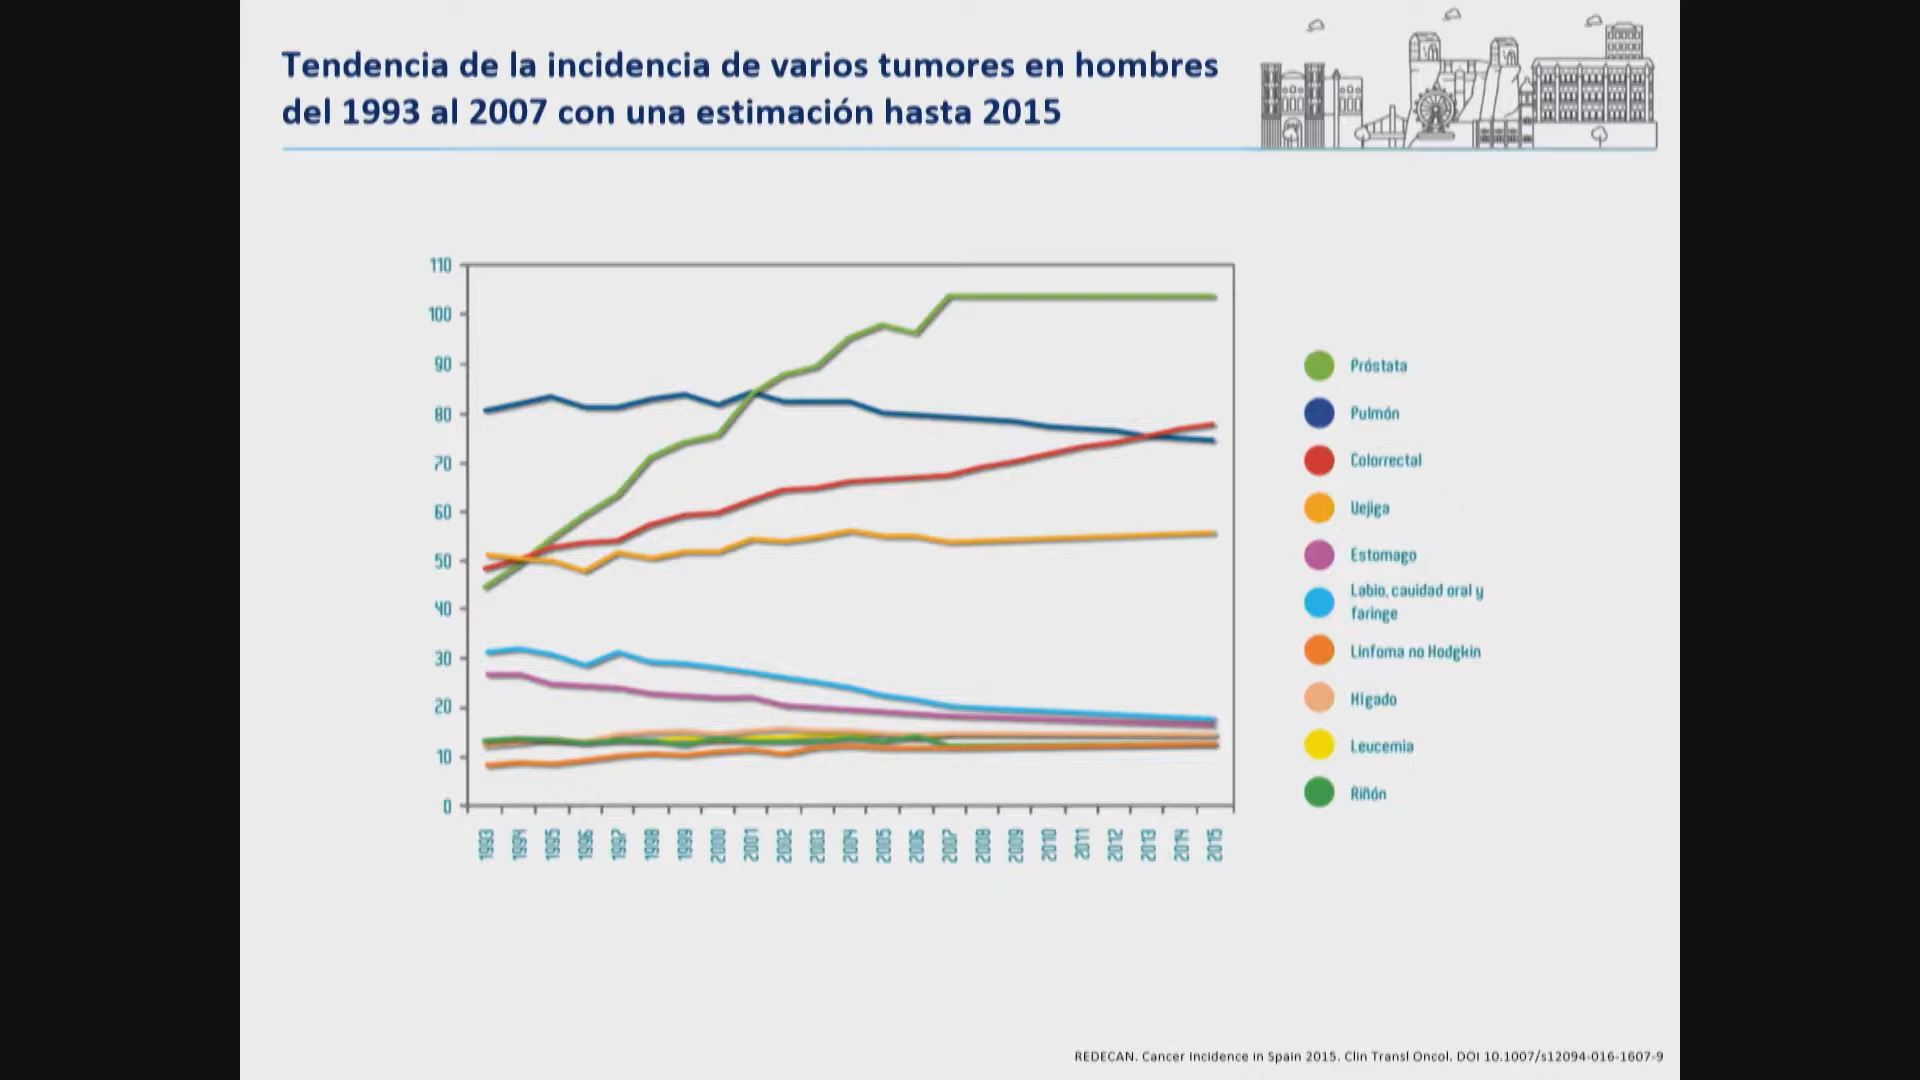 Tendencia de la incidencia de varios tumores en hombres
del 1993 al 2007 con una estimación hasta 2015
110
100
90
80
70
60
50
40
30
20
10
0
1993 1994 1995 1996 1997 1998 1999 2000 2001 2002 2003 2004 2005 2006 2007 2008 2009 2010 2011 2012 2013 2014 2015
Próstata
Pulmón
Colorrectal
Vejiga
Estomago
Labio, cavidad oral y
faringe
Linfoma no Hodgkin
Hígado
Leucemia
Riñón
REDECAN. Cancer Incidence in Spain 2015. Clin Transl Oncol. DOI 10.1007/s12094-016-1607-9